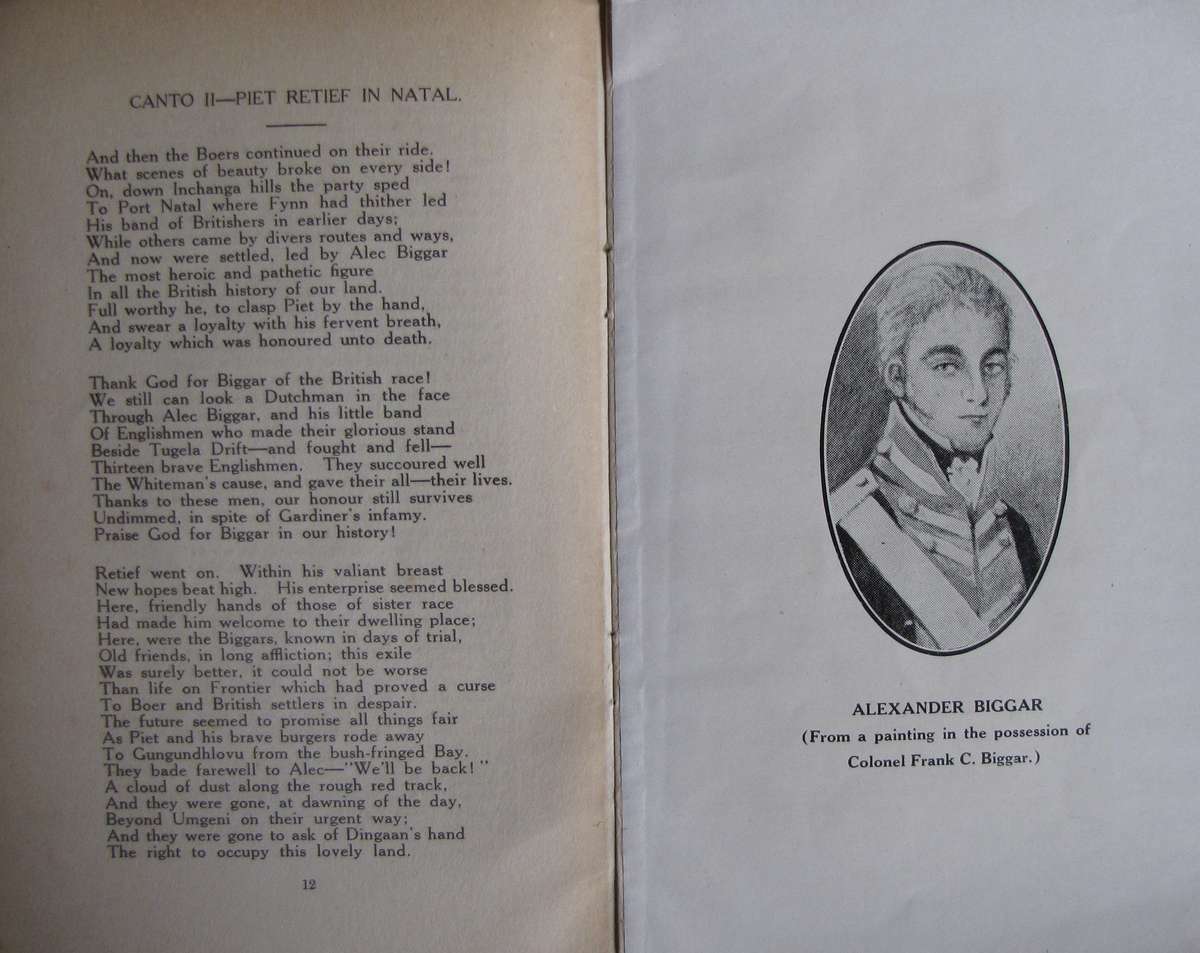 CANTO II—PIET RETIEF IN NATAL.
And then the Boers continued on their ride.
What scenes of beauty broke on every side!
On, down Inchanga hills the party sped
To Port Natal where Fynn had thither led
His band of Britishers in earlier days;
While others came by divers routes and ways,
And now were settled, led by Alec Biggar
The most heroic and pathetic figure
In all the British history of our land.
Full worthy he, to clasp Piet by the hand,
And swear a loyalty with his fervent breath,
A loyalty which was honoured unto death.
Thank God for Biggar of the British race!
We still can look a Dutchman in the face
Through Alec Biggar, and his little band
Of Englishmen who made their glorious stand
Beside Tugela Drift—and fought and fell—
Thirteen brave Englishmen. They succoured well
The Whiteman's cause, and gave their all—their lives.
Thanks to these men, our honour still survives
Undimmed, in spite of Gardiner's infamy.
Praise God for Biggar in our history!
Retief went on. Within his valiant breast
New hopes beat high. His enterprise seemed blessed.
Here, friendly hands of those of sister race
Had made him welcome to their dwelling place;
Here, were the Biggars, known in days of trial,
Old friends, in long affliction; this exile
Was surely better, it could not be worse
Than life on Frontier which had proved a curse
To Boer and British settlers in despair.
The future seemed to promise all things fair
As Piet and his brave burgers rode away
To Gungundhlovu from the bush-fringed Bay.
They bade farewell to Alec—"We'll be back!"
A cloud of dust along the rough red track,
And they were gone, at dawning of the day,
Beyond Umgeni on their urgent way;
And they were gone to ask of Dingaan's hand
The right to occupy this lovely land.
12
ALEXANDER BIGGAR
(From a painting in the possession of
Colonel Frank C. Biggar.)